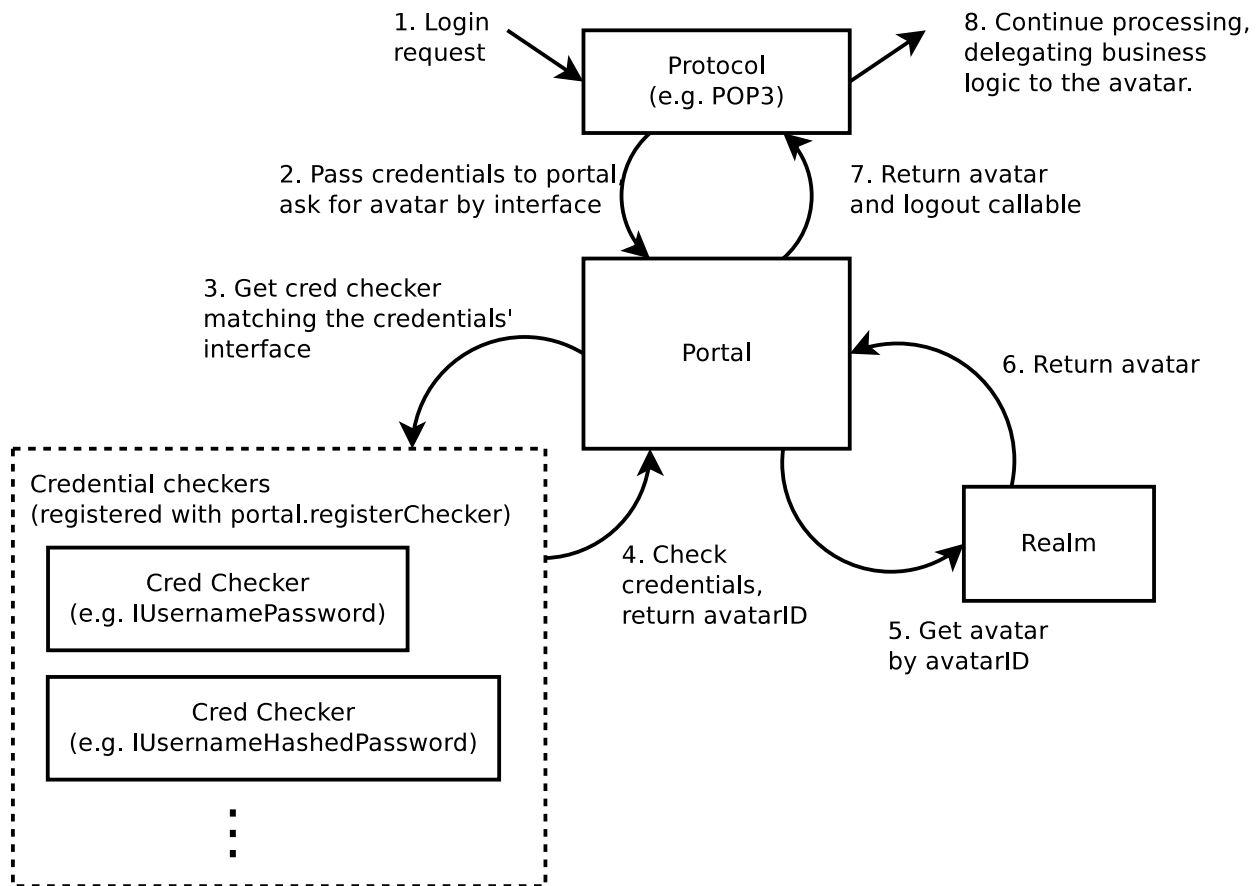 1. Login
request
Protocol
(e.g. POP3)
8. Continue processing,
delegating business
logic to the avatar.
2. Pass credentials to portal,
ask for avatar by interface
7. Return avatar
and logout callable
3. Get cred checker
matching the credentials'
interface
Portal
6. Return avatar
Credential checkers
(registered with portal.registerChecker)
Cred Checker
(e.g. IUsernamePassword)
Cred Checker
(e.g. IUsernameHashedPassword)
4. Check
credentials,
return avatarID
Realm
5. Get avatar
by avatarID